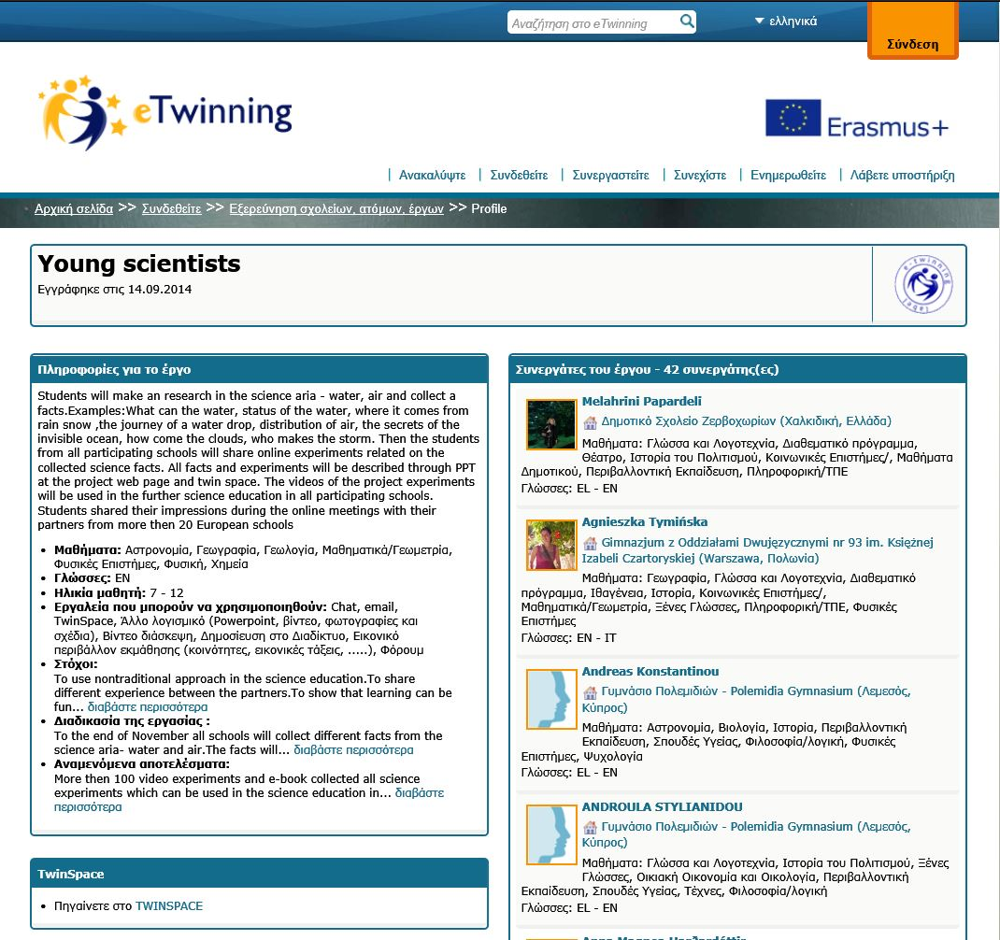 Αναζήτηση στο eTwinning
ελληνικά
Σύνδεση
eTwinning
Erasmus+
Ανακαλύψτε
Συνδεθείτε
Συνεργαστείτε
Συνεχίστε
Ενημερωθείτε
Λάβετε υποστήριξη
Αρχική σελίδα >> Συνδεθείτε >> Εξερεύνηση σχολείων, ατόμων, έργων >> Profile
Young scientists
Εγγράφηκε στις 14.09.2014
e-twinning label
Πληροφορίες για το έργο
Students will make an research in the science aria - water, air and collect a
facts.Examples:What can the water, status of the water, where it comes from
rain snow ,the journey of a water drop, distribution of air, the secrets of the
invisible ocean, how come the clouds, who makes the storm. Then the students
from all participating schools will share online experiments related on the
collected science facts. All facts and experiments will be described through PPT
at the project web page and twin space. The videos of the project experiments
will be used in the further science education in all participating schools.
Students shared their impressions during the online meetings with their
partners from more then 20 European schools
• Μαθήματα: Αστρονομία, Γεωγραφία, Γεωλογία, Μαθηματικά/Γεωμετρία,
Φυσικές Επιστήμες, Φυσική, Χημεία
• Γλώσσες: EN
• Ηλικία μαθητή: 7 - 12
• Εργαλεία που μπορούν να χρησιμοποιηθούν: Chat, email,
TwinSpace, Άλλο λογισμικό (Powerpoint, βίντεο, φωτογραφίες και
σχέδια), Βίντεο διάσκεψη, Δημοσίευση στο Διαδίκτυο, Εικονικό
περιβάλλον εκμάθησης (κοινότητες, εικονικές τάξεις, .....), Φόρουμ
• Στόχοι:
To use nontraditional approach in the science education.To share
different experience between the partners.To show that learning can be
fun... διαβάστε περισσότερα
• Διαδικασία της εργασίας :
To the end of November all schools will collect different facts from the
science aria- water and air.The facts will... διαβάστε περισσότερα
• Αναμενόμενα αποτελέσματα:
More then 100 video experiments and e-book collected all science
experiments which can be used in the science education in... διαβάστε
περισσότερα
TwinSpace
• Πηγαίνετε στο TWINSPACE
Συνεργάτες του έργου - 42 συνεργάτης(ες)
Melahrini Papardeli
Δημοτικό Σχολείο Ζερβοχωρίων (Χαλκιδική, Ελλάδα)
Μαθήματα: Γλώσσα και Λογοτεχνία, Διαθεματικό πρόγραμμα,
Θέατρο, Ιστορία του Πολιτισμού, Κοινωνικές Επιστήμες/, Μαθήματα
Δημοτικού, Περιβαλλοντική Εκπαίδευση, Πληροφορική/ΤΠΕ
Γλώσσες: EL - EN
Agnieszka Tymińska
Gimnazjum z Oddziałami Dwujęzycznymi nr 93 im. Księżnej
Izabeli Czartoryskiej (Warszawa, Πολωνία)
Μαθήματα: Γεωγραφία, Γλώσσα και Λογοτεχνία, Διαθεματικό
πρόγραμμα, Ιθαγένεια, Ιστορία, Κοινωνικές Επιστήμες/,
Μαθηματικά/Γεωμετρία, Ξένες Γλώσσες, Πληροφορική/ΤΠΕ, Φυσικές
Επιστήμες
Γλώσσες: EN - IT
Andreas Konstantinou
Γυμνάσιο Πολεμιδιών - Polemidia Gymnasium (Λεμεσός,
Κύπρος)
Μαθήματα: Αστρονομία, Βιολογία, Ιστορία, Περιβαλλοντική
Εκπαίδευση, Σπουδές Υγείας, Φιλοσοφία/λογική, Φυσικές
Επιστήμες, Ψυχολογία
Γλώσσες: EL - EN
ANDROULA STYLIANIDOU
Γυμνάσιο Πολεμιδιών - Polemidia Gymnasium (Λεμεσός,
Κύπρος)
Μαθήματα: Γλώσσα και Λογοτεχνία, Ιστορία του Πολιτισμού, Ξένες
Γλώσσες, Οικιακή Οικονομία και Οικολογία, Περιβαλλοντική
Εκπαίδευση, Σπουδές Υγείας, Τέχνες, Φιλοσοφία/λογική
Γλώσσες: EL - EN